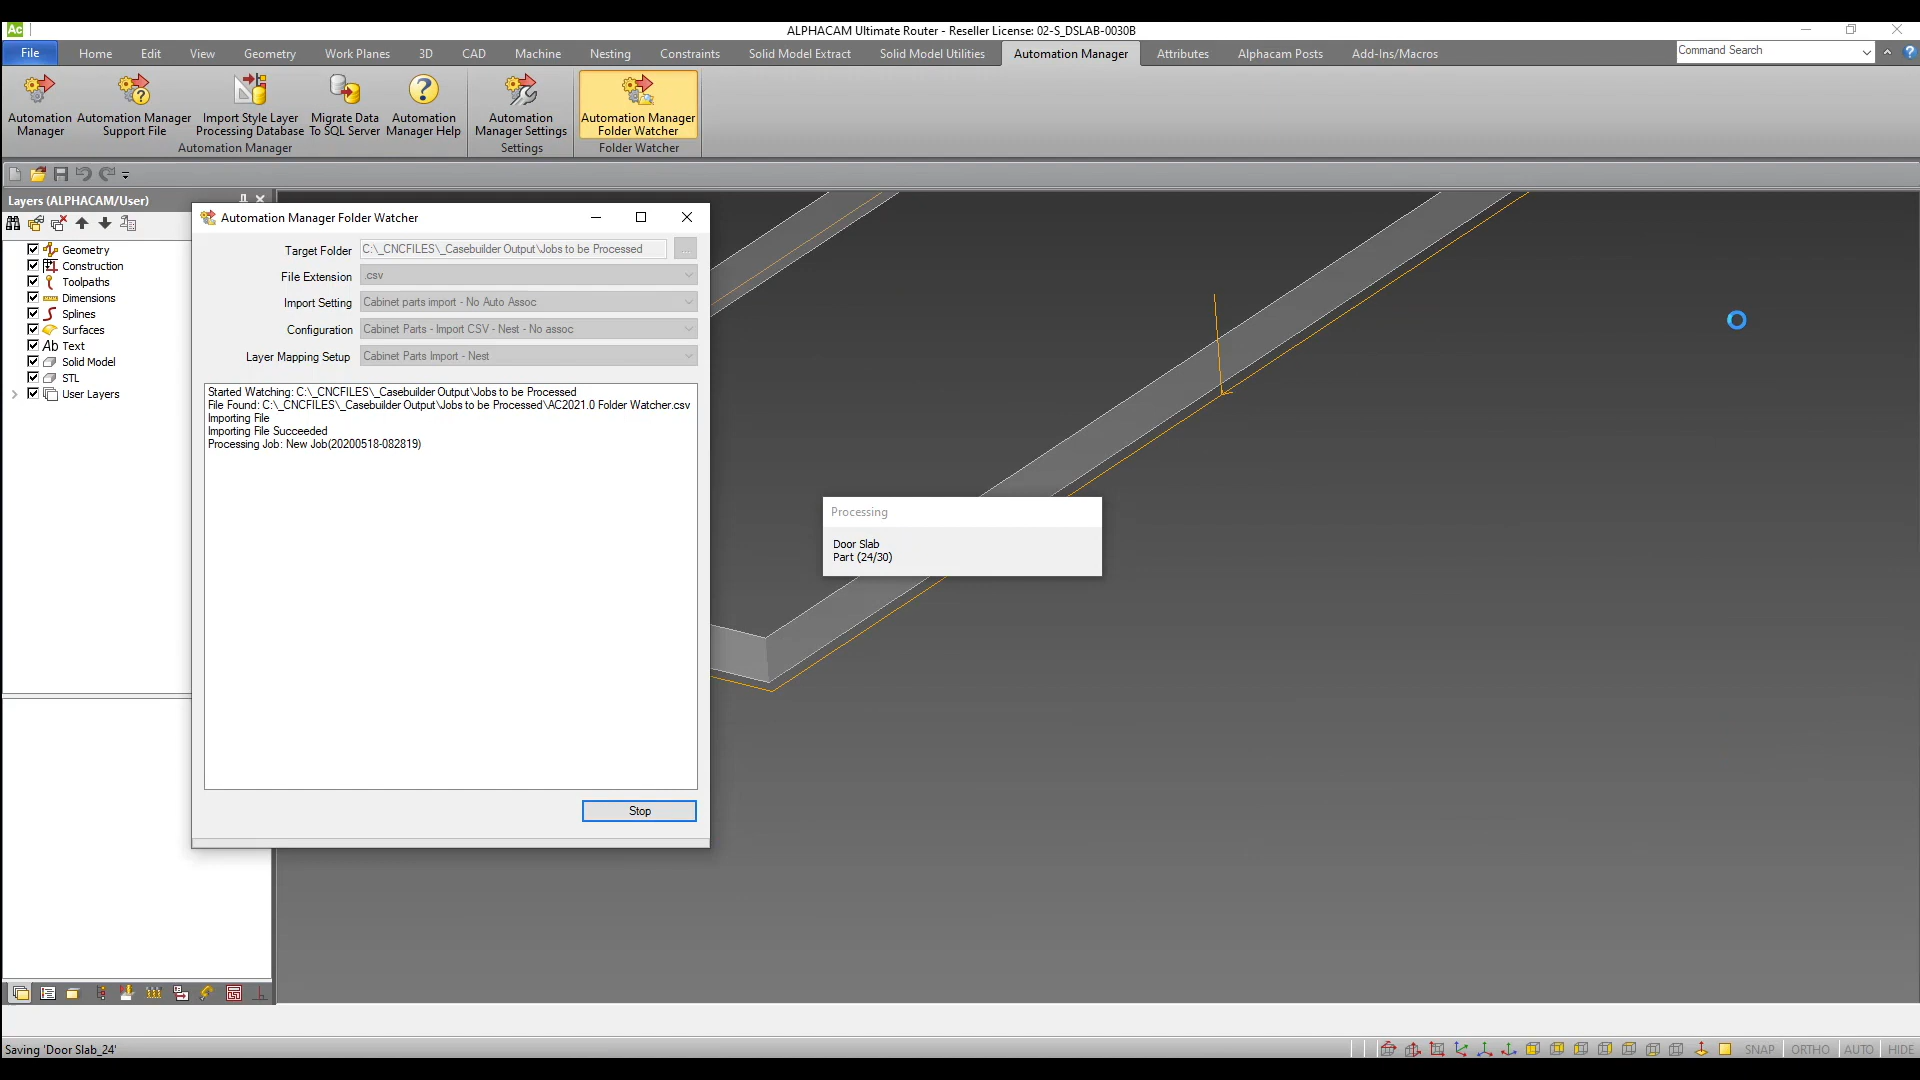 Ac
ALPHACAM Ultimate Router - Reseller License: 02-S_DSLAB-0030B
File Home Edit View Geometry Work Planes 3D CAD Machine Nesting Constraints Solid Model Extract Solid Model Utilities Automation Manager Attributes Alphacam Posts Add-Ins/Macros Command Search
Automation Manager
Automation Manager Support File
Import Style Layer Processing Database
Migrate Data To SQL Server
Automation Manager Help
Automation Manager Settings
Automation Manager Folder Watcher
Automation Manager Settings Folder Watcher
Layers (ALPHACAM/User)
Geometry
Construction
Toolpaths
Dimensions
Splines
Surfaces
Ab Text
Solid Model
STL
User Layers
Automation Manager Folder Watcher
Target Folder C:\_CNCFILES\_Casebuilder Output\Jobs to be Processed ...
File Extension .csv
Import Setting Cabinet parts import - No Auto Assoc
Configuration Cabinet Parts - Import CSV - Nest - No assoc
Layer Mapping Setup Cabinet Parts Import - Nest
Started Watching: C:\_CNCFILES\_Casebuilder Output\Jobs to be Processed
File Found: C:\_CNCFILES\_Casebuilder Output\Jobs to be Processed\AC2021.0 Folder Watcher.csv
Importing File
Importing File Succeeded
Processing Job: New Job(20200518-082819)
Stop
Processing
Door Slab
Part (24/30)
Saving 'Door Slab_24'
SNAP ORTHO AUTO HIDE